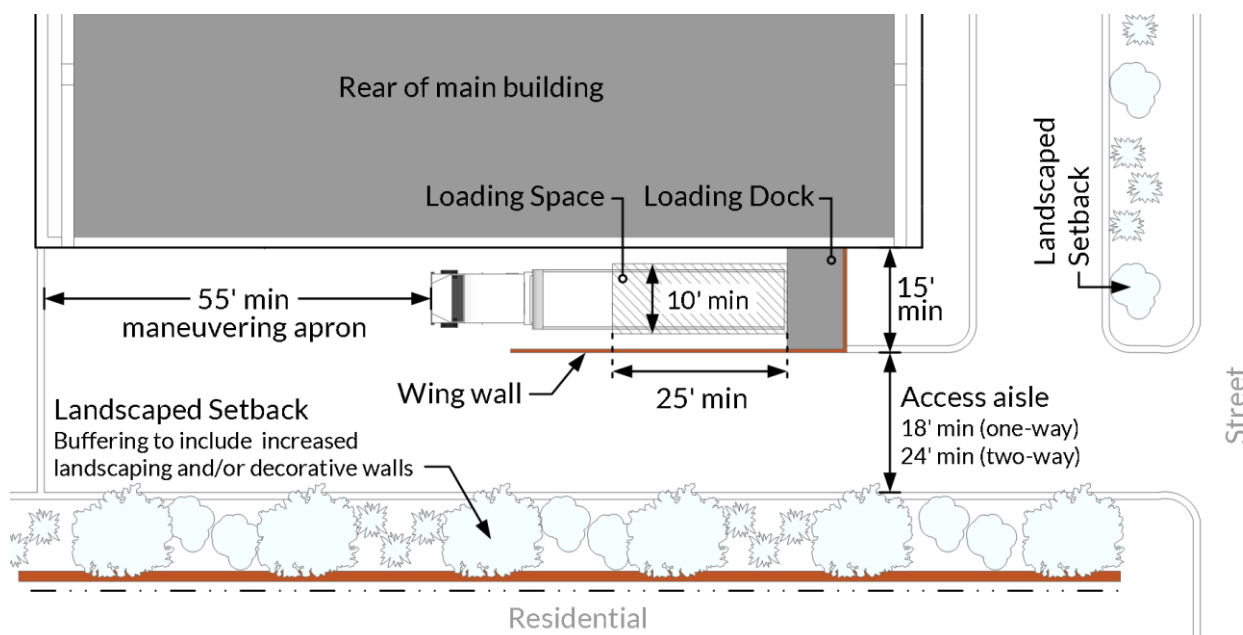 Rear of main building
Landscaped
Setback
Loading Space
Loading Dock
55' min
maneuvering apron
10' min
15'
min
Wing wall
25' min
Landscaped Setback
Buffering to include increased
landscaping and/or decorative walls
Access aisle
18' min (one-way)
24' min (two-way)
Street
Residential